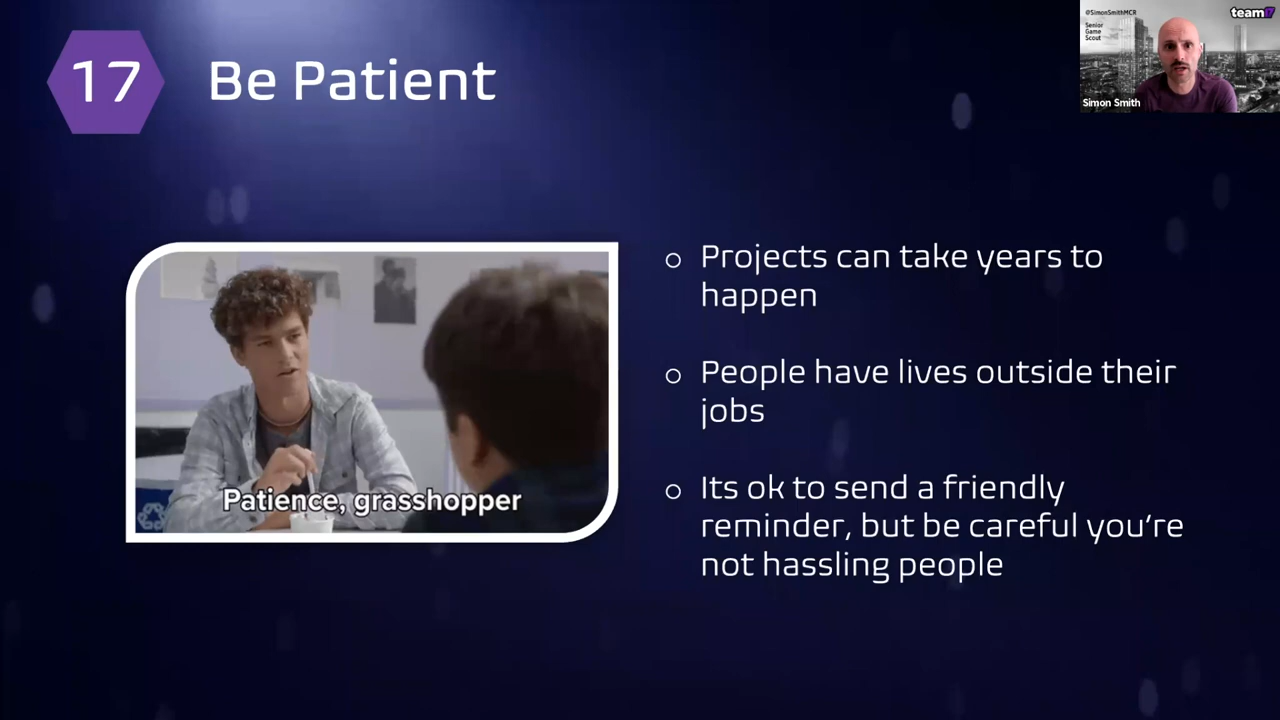 17 Be Patient
@SimonSmithMCR
team17
Senior
Game
Scout
Simon Smith
Patience, grasshopper
Projects can take years to
happen
People have lives outside their
jobs
Its ok to send a friendly
reminder, but be careful you're
not hassling people